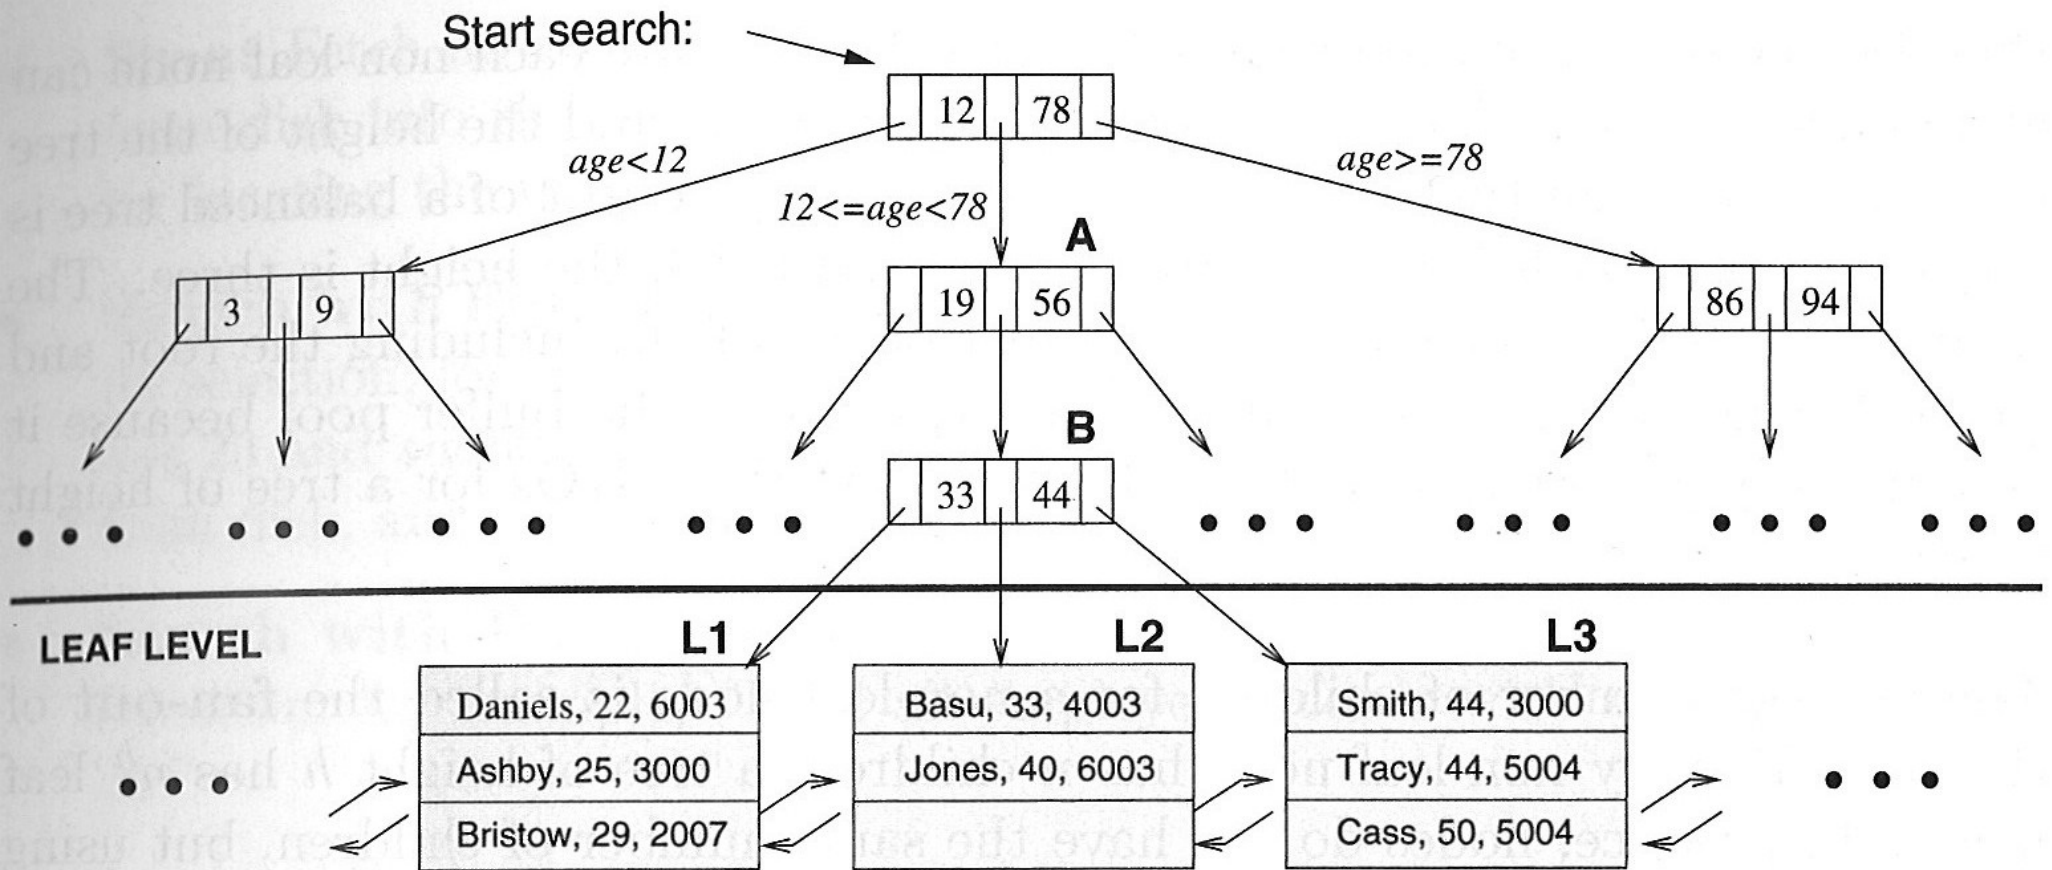 Start search:
12 78
age<12
12<=age<78
age>=78
A
3 9
19 56
86 94
B
33 44
LEAF LEVEL
L1
L2
L3
Daniels, 22, 6003
Ashby, 25, 3000
Bristow, 29, 2007
Basu, 33, 4003
Jones, 40, 6003
Smith, 44, 3000
Tracy, 44, 5004
Cass, 50, 5004